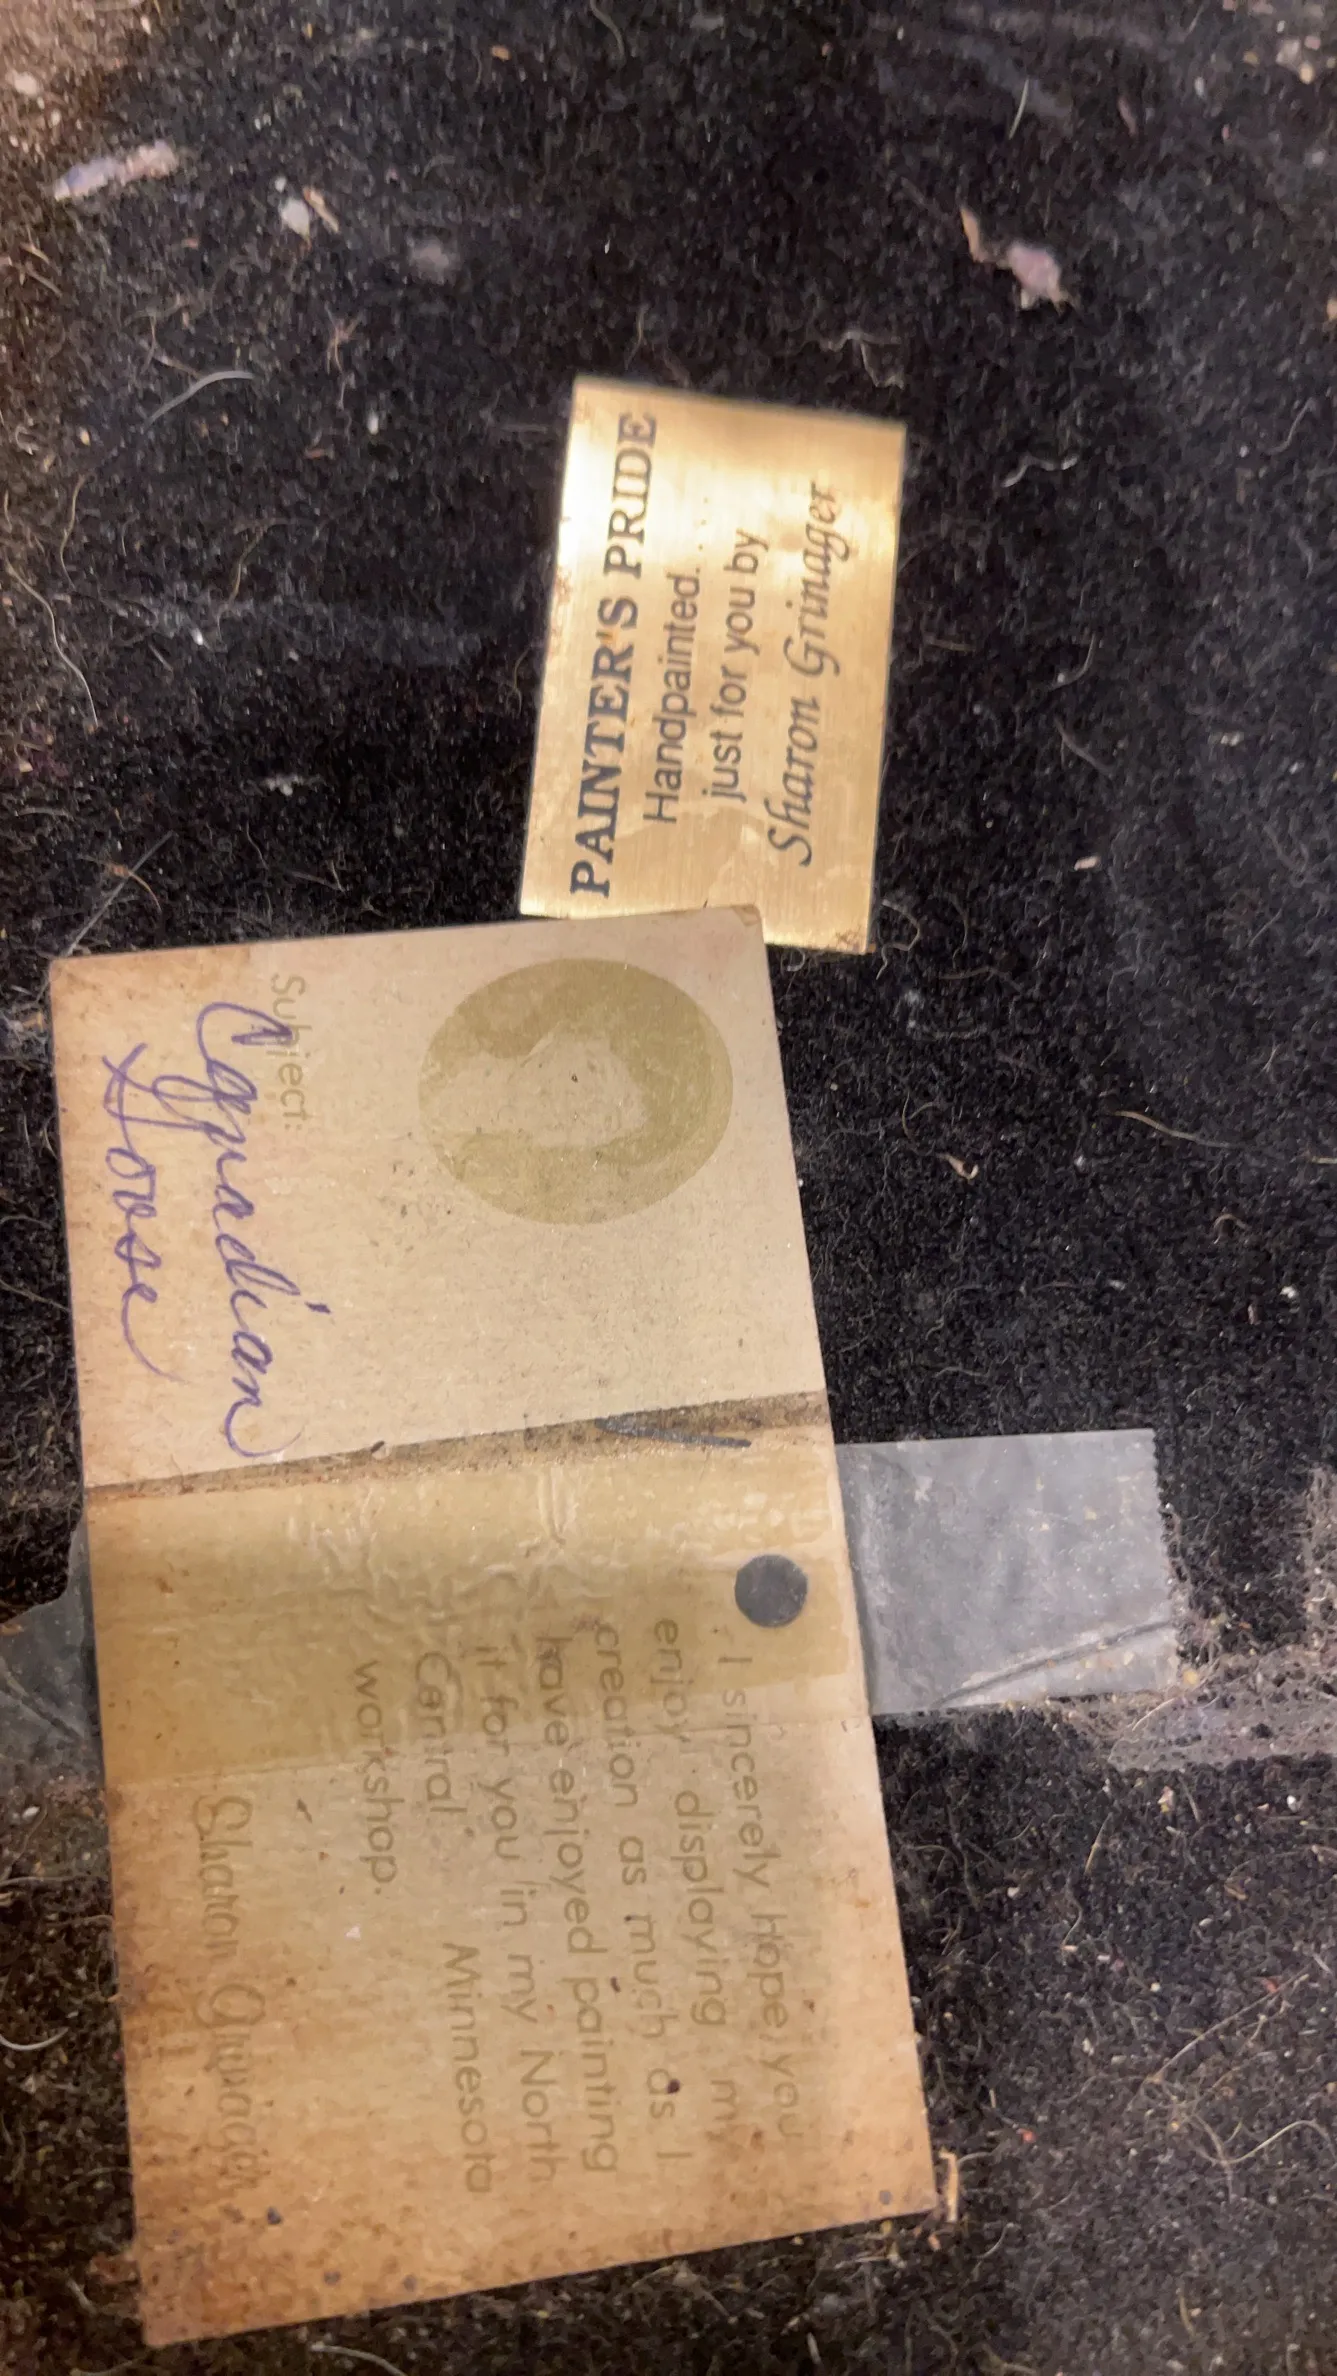 PAINTER'S PRIDE
Handpainted. . . .
just for you by
Sharon Grinager
Subject:
Canadian
Goose
I sincerely hope you
enjoy displaying my
creation as much as I
have enjoyed painting
it for you in my North
Central Minnesota
workshop.
Sharon Grinager